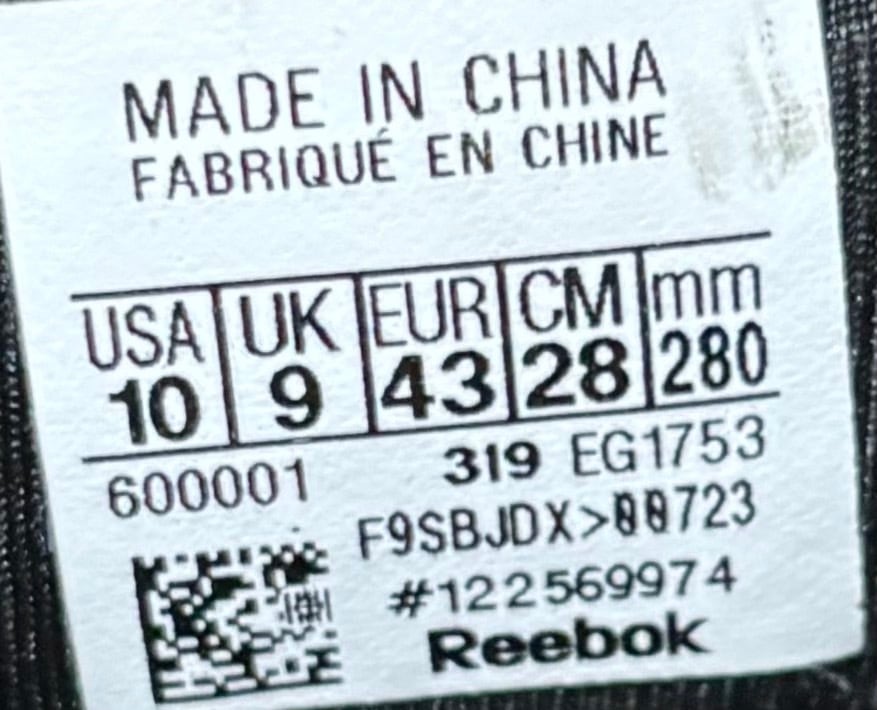 MADE IN CHINA
FABRIQUÉ EN CHINE
USA UK EUR CM mm
10 9 43 28 280
600001 319 EG1753
F9SBJDX>00723
#122569974
Reebok